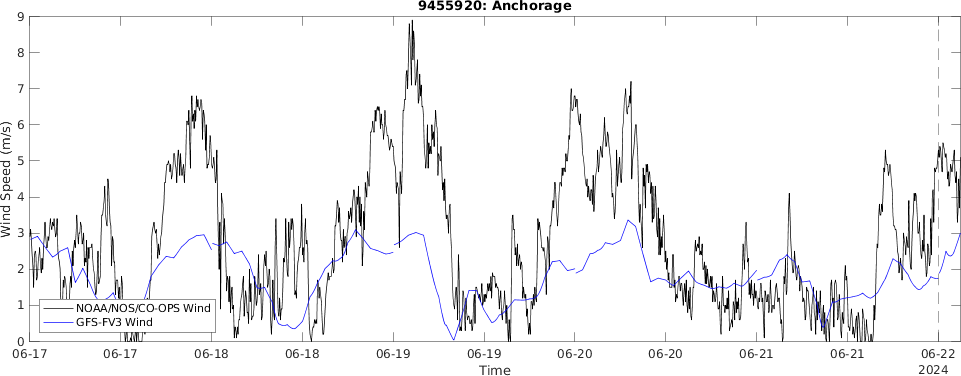 9455920: Anchorage
9
8
7
6
5
4
3
2
1
0
Wind Speed (m/s)
NOAA/NOS/CO-OPS Wind
GFS-FV3 Wind
06-17 06-17 06-18 06-18 06-19 06-19 06-20 06-20 06-21 06-21 06-22
Time
2024